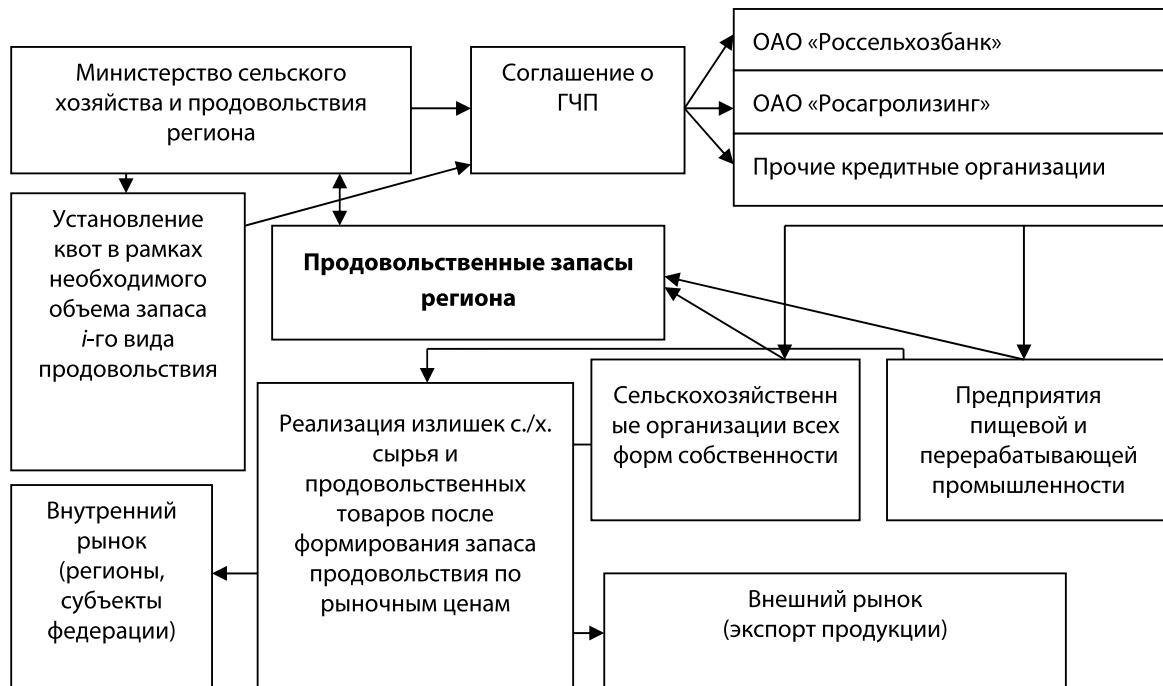 Министерство сельского
хозяйства и продовольствия
региона
Соглашение о
ГЧП
ОАО «Россельхозбанк»
ОАО «Росагролизинг»
Прочие кредитные организации
Установление
квот в рамках
необходимого
объема запаса
i-го вида
продовольствия
Продовольственные запасы
региона
Сельскохозяйственн
ые организации всех
форм собственности
Предприятия
пищевой и
перерабатывающей
промышленности
Реализация излишек с./х.
сырья и
продовольственных
товаров после
формирования запаса
продовольствия по
рыночным ценам
Внутренний
рынок
(регионы,
субъекты
федерации)
Внешний рынок
(экспорт продукции)